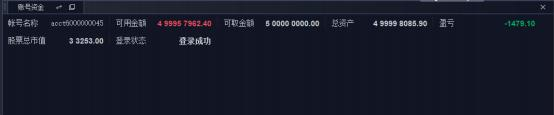 账号资金
帐号名称 acct6000000045 可用金额 4 9995 7962.40 可取金额 5 0000 0000.00 总资产 4 9999 8085.90 盈亏 -1479.10
股票总市值 3 3253.00 登录状态 登录成功